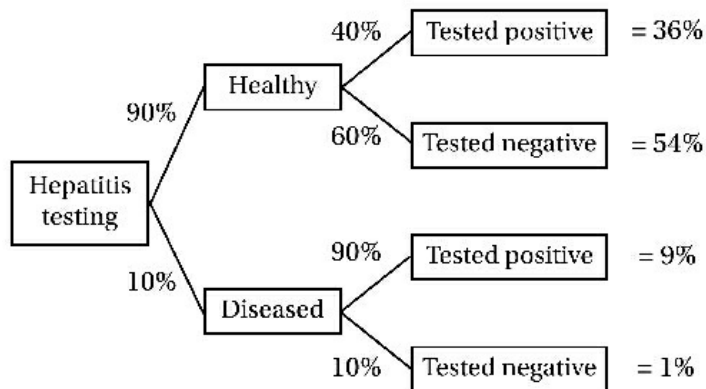 40%
Tested positive
= 36%
Healthy
90%
60%
Tested negative
= 54%
Hepatitis
testing
90%
Tested positive
= 9%
10%
Diseased
10%
Tested negative
= 1%